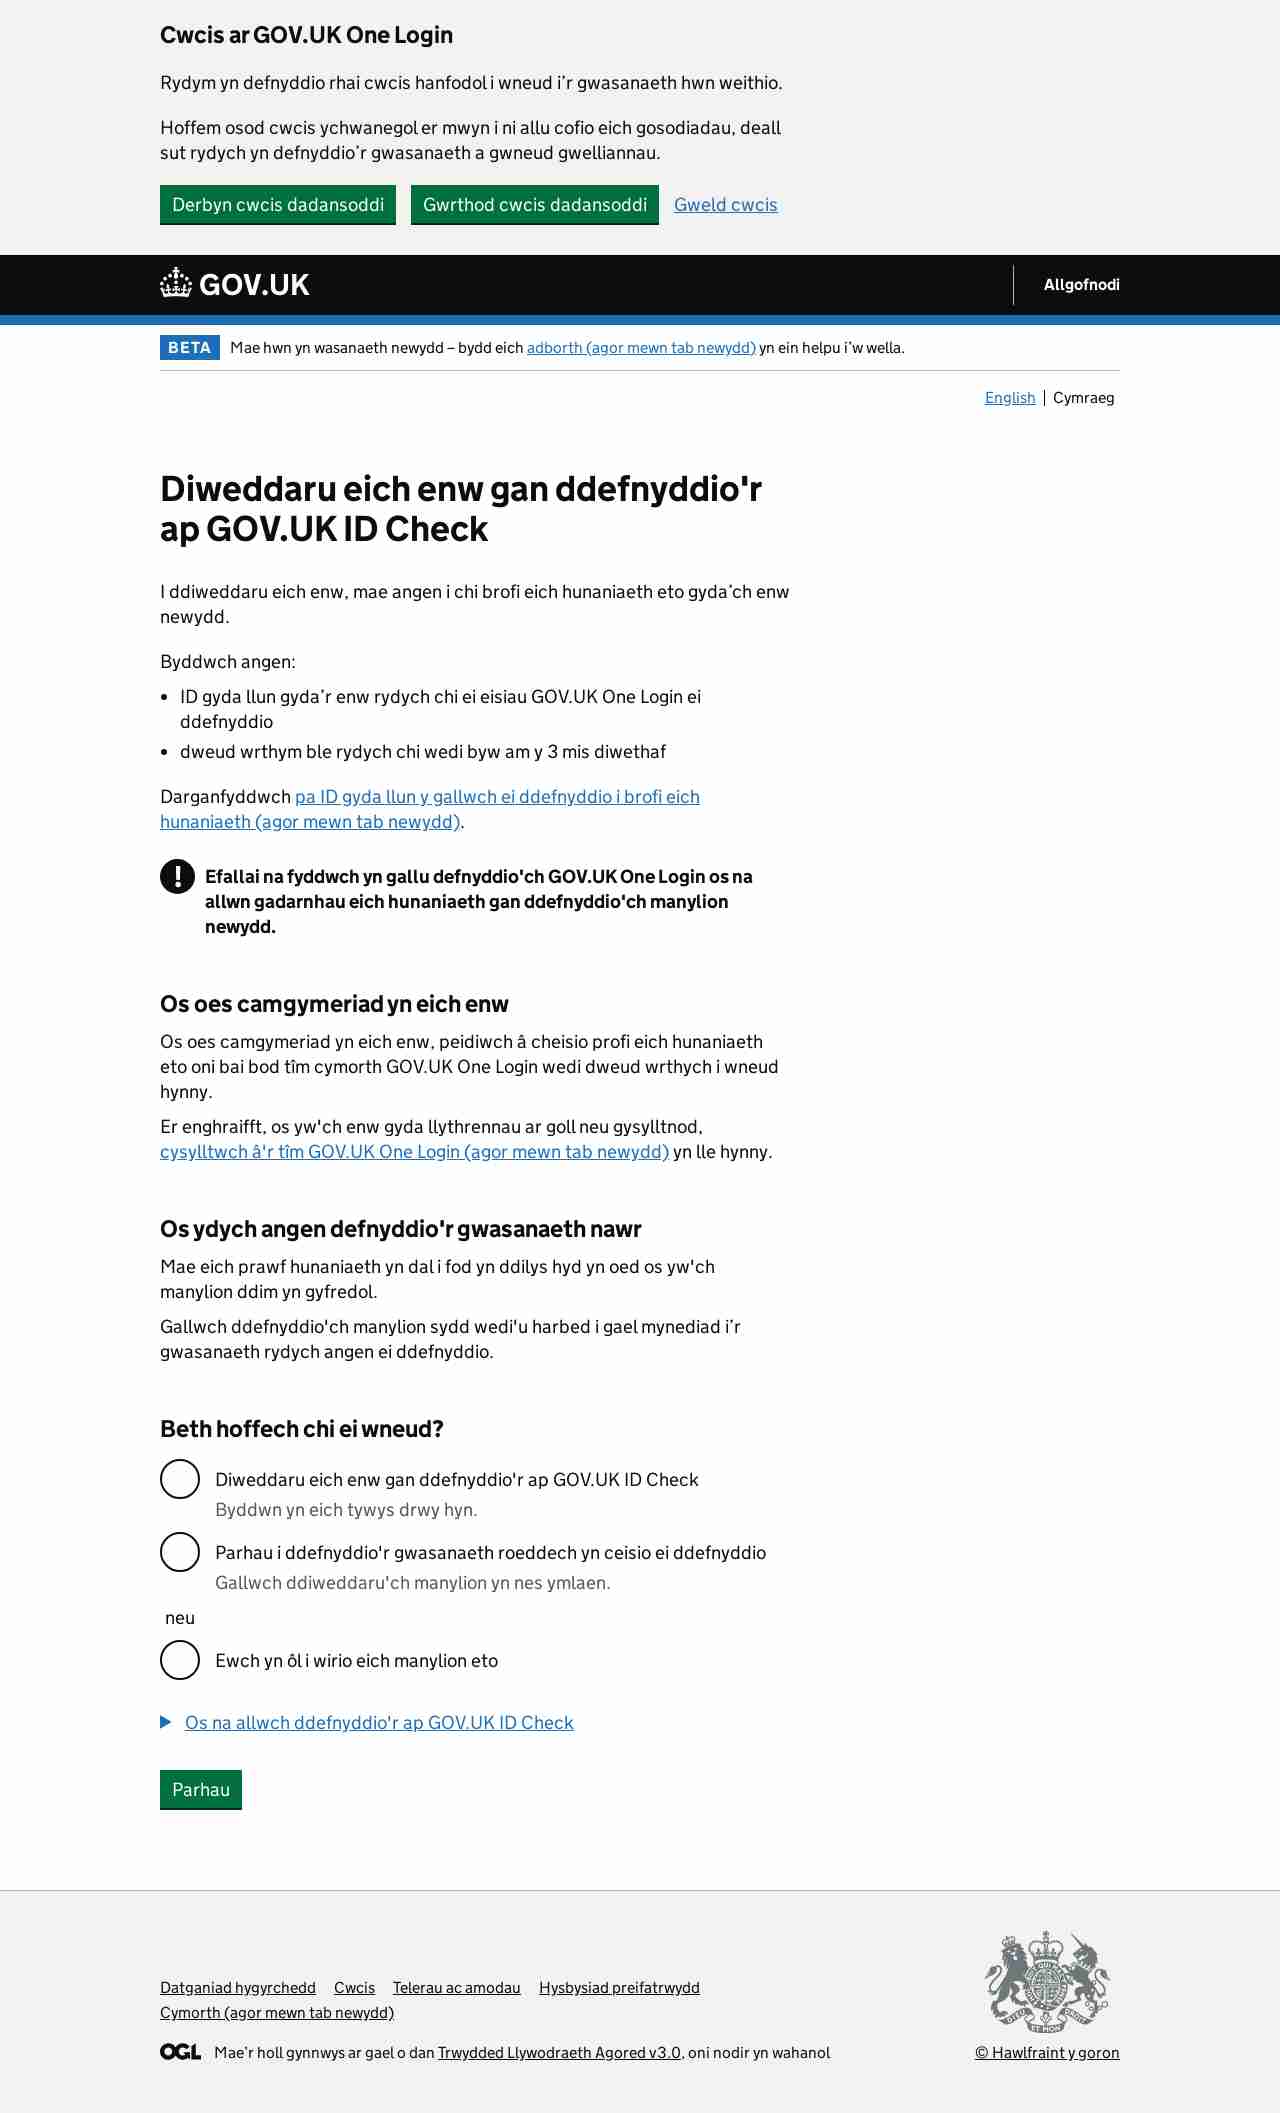 Cwcis ar GOV.UK One Login
Rydym yn defnyddio rhai cwcis hanfodol i wneud i’r gwasanaeth hwn weithio.
Hoffem osod cwcis ychwanegol er mwyn i ni allu cofio eich gosodiadau, deall
sut rydych yn defnyddio’r gwasanaeth a gwneud gwelliannau.
Derbyn cwcis dadansoddi Gwrthod cwcis dadansoddi Gweld cwcis
GOV.UK Allgofnodi
BETA Mae hwn yn wasanaeth newydd – bydd eich adborth (agor mewn tab newydd) yn ein helpu i’w wella.
English Cymraeg
Diweddaru eich enw gan ddefnyddio'r
ap GOV.UK ID Check
I ddiweddaru eich enw, mae angen i chi brofi eich hunaniaeth eto gyda’ch enw
newydd.
Byddwch angen:
• ID gyda llun gyda’r enw rydych chi ei eisiau GOV.UK One Login ei
ddefnyddio
• dweud wrthym ble rydych chi wedi byw am y 3 mis diwethaf
Darganfyddwch pa ID gyda llun y gallwch ei ddefnyddio i brofi eich
hunaniaeth (agor mewn tab newydd).
! Efallai na fyddwch yn gallu defnyddio'ch GOV.UK One Login os na
allwn gadarnhau eich hunaniaeth gan ddefnyddio'ch manylion
newydd.
Os oes camgymeriad yn eich enw
Os oes camgymeriad yn eich enw, peidiwch â cheisio profi eich hunaniaeth
eto oni bai bod tîm cymorth GOV.UK One Login wedi dweud wrthych i wneud
hynny.
Er enghraifft, os yw'ch enw gyda llythrennau ar goll neu gysylltnod,
cysylltwch â'r tîm GOV.UK One Login (agor mewn tab newydd) yn lle hynny.
Os ydych angen defnyddio'r gwasanaeth nawr
Mae eich prawf hunaniaeth yn dal i fod yn ddilys hyd yn oed os yw'ch
manylion ddim yn gyfredol.
Gallwch ddefnyddio'ch manylion sydd wedi'u harbed i gael mynediad i’r
gwasanaeth rydych angen ei ddefnyddio.
Beth hoffech chi ei wneud?
Diweddaru eich enw gan ddefnyddio'r ap GOV.UK ID Check
Byddwn yn eich tywys drwy hyn.
Parhau i ddefnyddio'r gwasanaeth roeddech yn ceisio ei ddefnyddio
Gallwch ddiweddaru'ch manylion yn nes ymlaen.
neu
Ewch yn ôl i wirio eich manylion eto
Os na allwch ddefnyddio'r ap GOV.UK ID Check
Parhau
Datganiad hygyrchedd Cwcis Telerau ac amodau Hysbysiad preifatrwydd
Cymorth (agor mewn tab newydd)
OGL Mae’r holl gynnwys ar gael o dan Trwydded Llywodraeth Agored v3.0, oni nodir yn wahanol
© Hawlfraint y goron